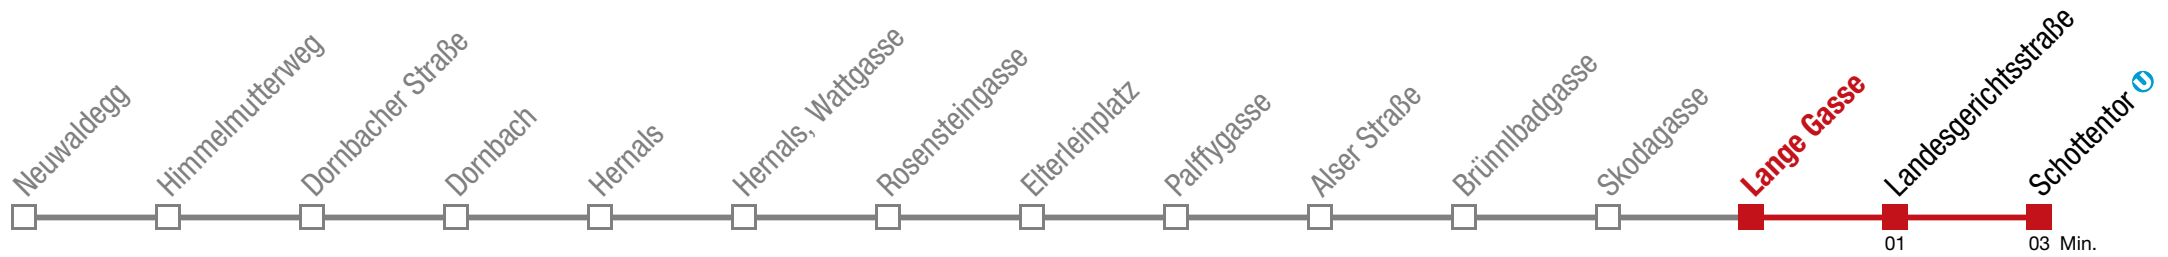 Neuwaldegg
Himmelmutterweg
Dornbacher Straße
Dornbach
Hernals
Hernals, Wattgasse
Rosensteingasse
Elterleinplatz
Palffygasse
Alser Straße
Brünnlbadgasse
Skodagasse
Lange Gasse
Landesgerichtsstraße
Schottentor U
01
03 Min.